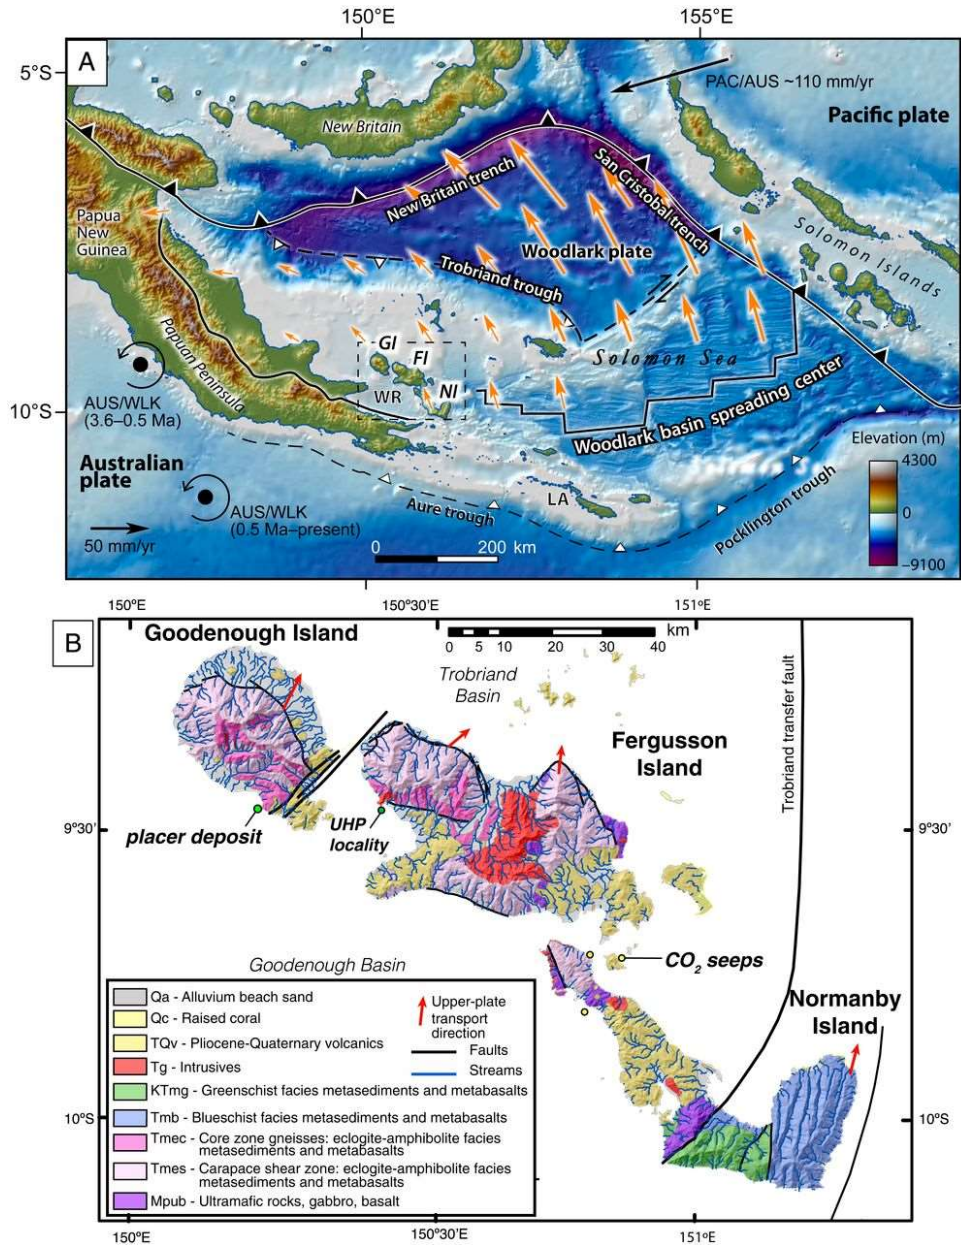 150°E
155°E
A
5°S
PAC/AUS ~110 mm/yr
Pacific plate
New Britain
New Britain trench
San Cristobal trench
Papua
New
Guinea
Woodlark plate
Solomon Islands
Trobriand trough
Papuan Peninsula
GI
FI
Solomon Sea
WR
NI
10°S
AUS/WLK
(3.6–0.5 Ma)
Woodlark basin spreading center
Elevation (m)
4300
0
−9100
Australian
plate
AUS/WLK
(0.5 Ma–present)
LA
Aure trough
Pocklington trough
50 mm/yr
0 200 km
150°E
150°30'E
151°E
B
Goodenough Island
km
0 5 10 20 30 40
Trobriand
Basin
Trobriand transfer fault
Fergusson
Island
placer deposit
UHP
locality
9°30'
9°30'
Goodenough Basin
CO2 seeps
Normanby
Island
Qa - Alluvium beach sand
Qc - Raised coral
TQv - Pliocene-Quaternary volcanics
Tg - Intrusives
KTmg - Greenschist facies metasediments and metabasalts
Tmb - Blueschist facies metasediments and metabasalts
Tmec - Core zone gneisses: eclogite-amphibolite facies
metasediments and metabasalts
Tmes - Carapace shear zone: eclogite-amphibolite facies
metasediments and metabasalts
Mpub - Ultramafic rocks, gabbro, basalt
Upper-plate
transport
direction
Faults
Streams
10°S
10°S
150°E
150°30'E
151°E